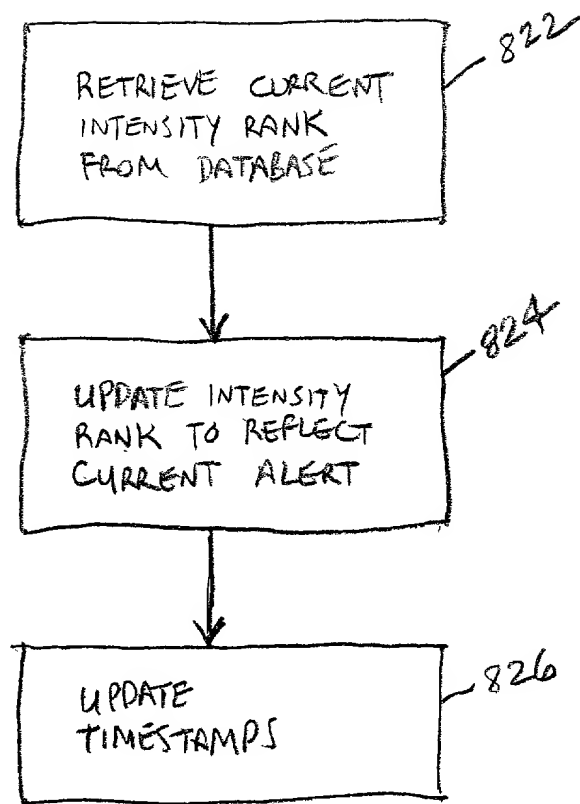 822
RETRIEVE CURRENT
INTENSITY RANK
FROM DATABASE
824
UPDATE INTENSITY
RANK TO REFLECT
CURRENT ALERT
826
UPDATE
TIMESTAMPS